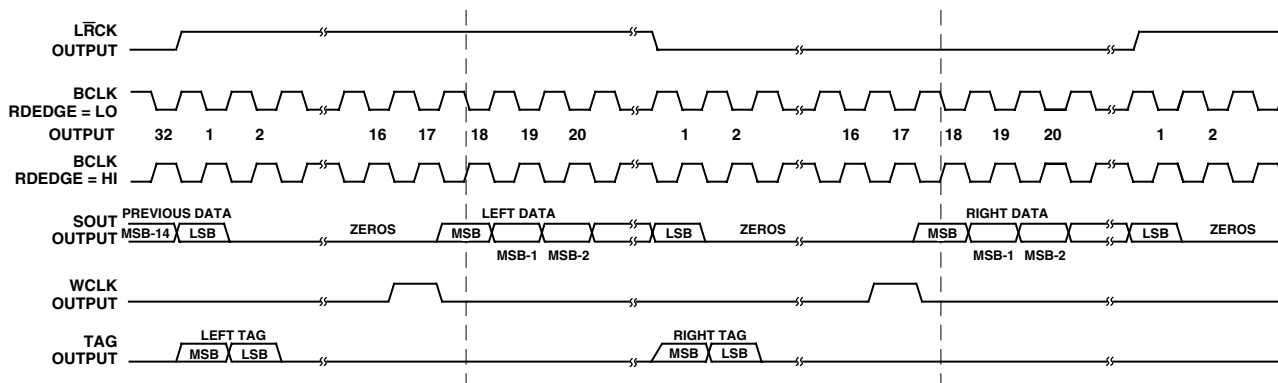 LRCK
OUTPUT
BCLK
RDEDGE = LO
OUTPUT 32 1 2 16 17 18 19 20 1 2 16 17 18 19 20 1 2
BCLK
RDEDGE = HI
PREVIOUS DATA LEFT DATA RIGHT DATA
SOUT
OUTPUT MSB-14 LSB ZEROS MSB LSB ZEROS MSB LSB ZEROS
MSB-1 MSB-2 MSB-1 MSB-2
WCLK
OUTPUT
LEFT TAG RIGHT TAG
TAG
OUTPUT MSB LSB MSB LSB